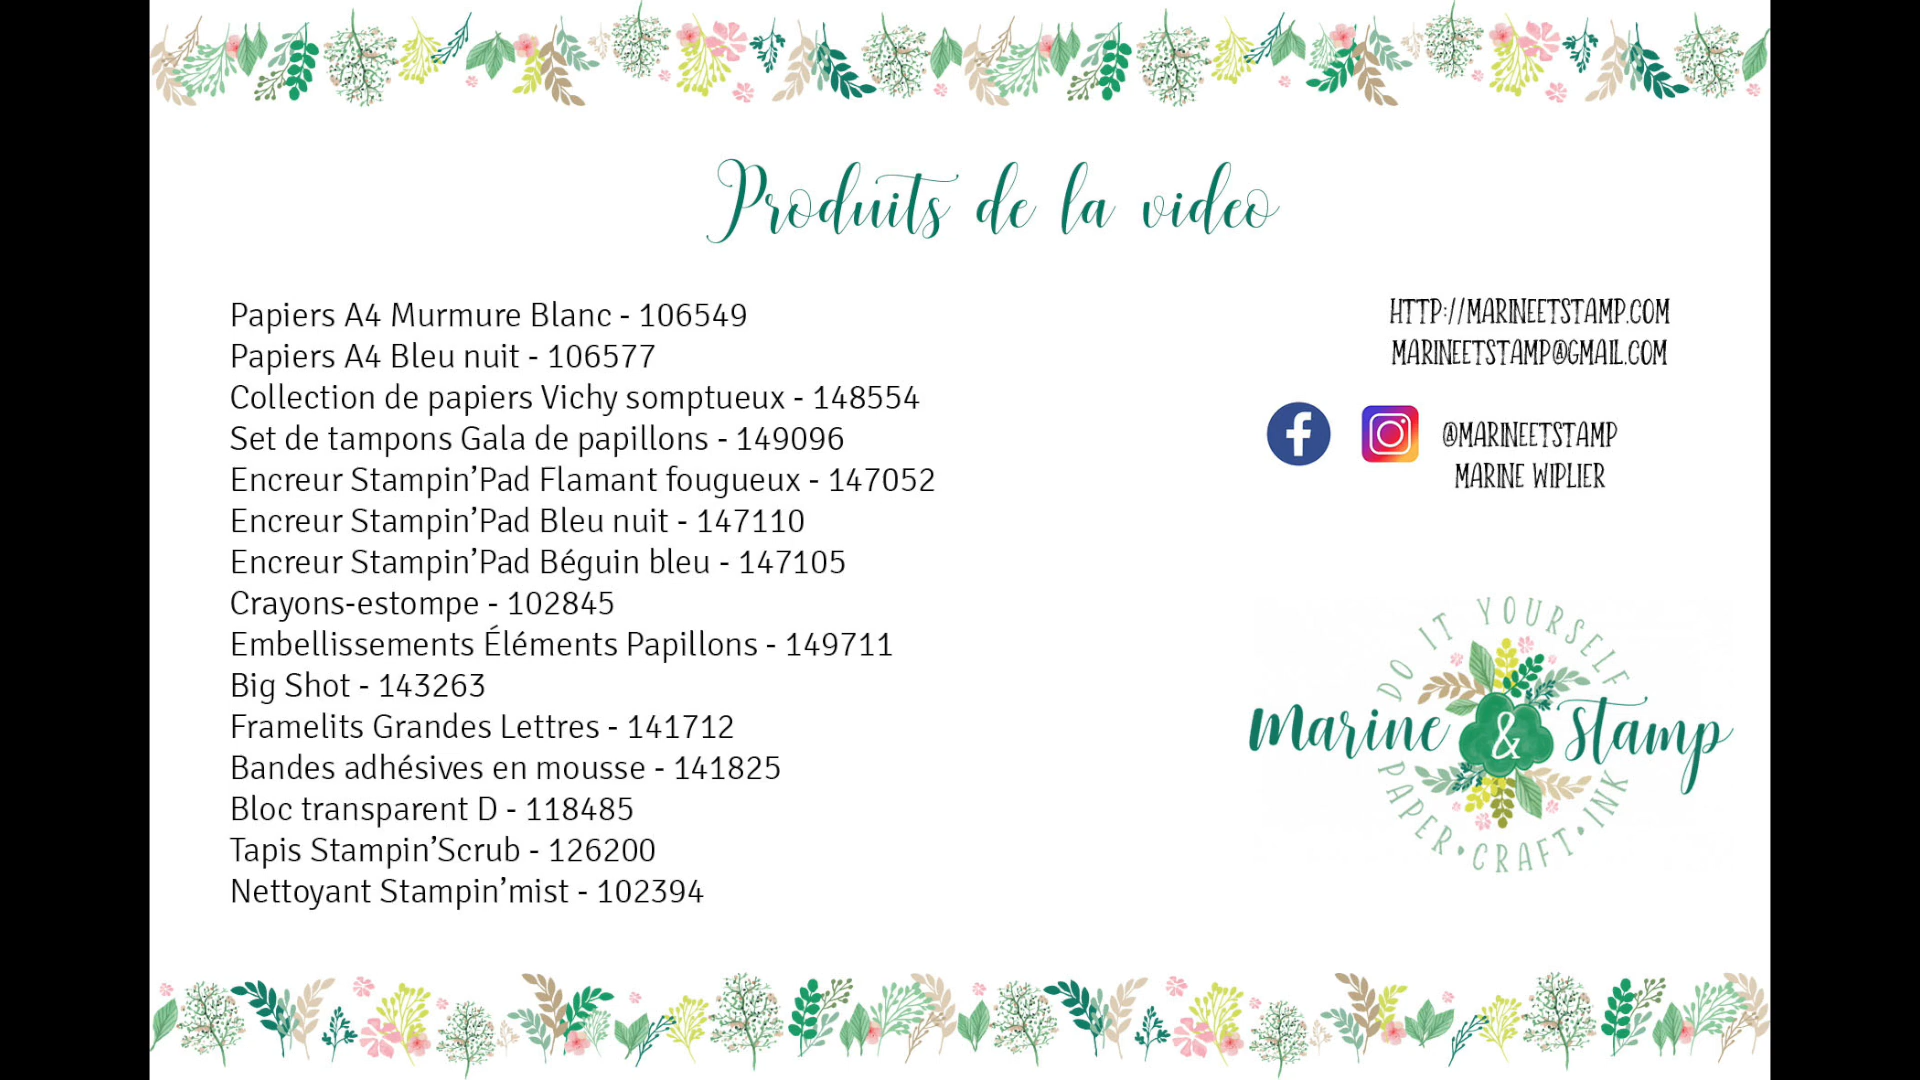 Produits de la video
Papiers A4 Murmure Blanc - 106549
Papiers A4 Bleu nuit - 106577
Collection de papiers Vichy somptueux - 148554
Set de tampons Gala de papillons - 149096
Encreur Stampin’Pad Flamant fougueux - 147052
Encreur Stampin’Pad Bleu nuit - 147110
Encreur Stampin’Pad Béguin bleu - 147105
Crayons-estompe - 102845
Embellissements Éléments Papillons - 149711
Big Shot - 143263
Framelits Grandes Lettres - 141712
Bandes adhésives en mousse - 141825
Bloc transparent D - 118485
Tapis Stampin’Scrub - 126200
Nettoyant Stampin’mist - 102394
HTTP://MARINEETSTAMP.COM
MARINEETSTAMP@GMAIL.COM
@MARINEETSTAMP
MARINE WIPLIER
DO IT YOURSELF
Marine & Stamp
PAPER • CRAFT • INK